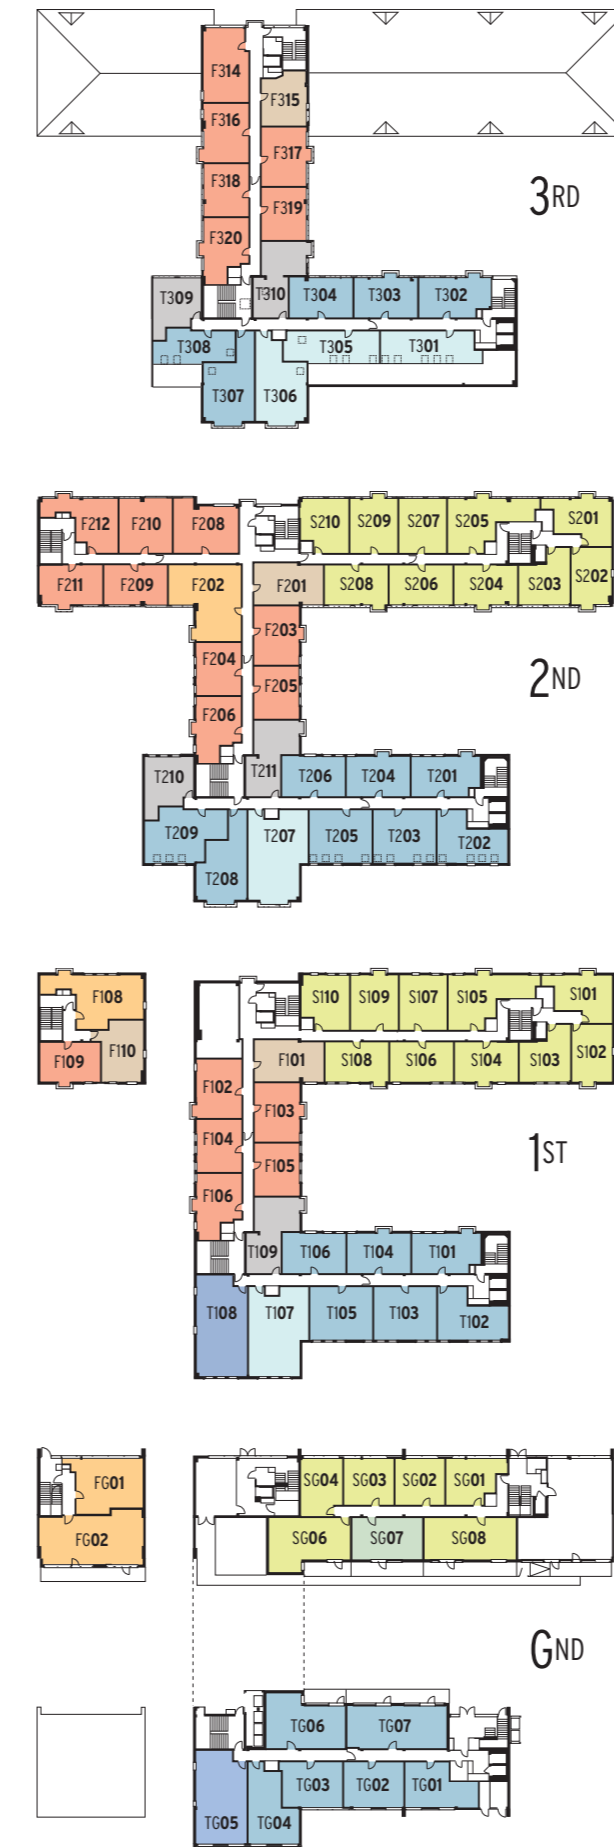 F314
F315
F316
F317
F318
F319
F320
3RD
T309
T310
T304
T303
T302
T308
T305
T301
T307
T306
F212
F210
F208
S210
S209
S207
S205
S201
F211
F209
F202
F201
S208
S206
S204
S203
S202
F203
F204
F205
F206
2ND
T210
T211
T206
T204
T201
T209
T207
T205
T203
T202
T208
F108
S110
S109
S107
S105
S101
F109
F110
F101
S108
S106
S104
S103
S102
F102
F103
F104
F105
F106
1ST
T109
T106
T104
T101
T108
T107
T105
T103
T102
FG01
SG04
SG03
SG02
SG01
FG02
SG06
SG07
SG08
GND
TG06
TG07
TG03
TG02
TG01
TG05
TG04